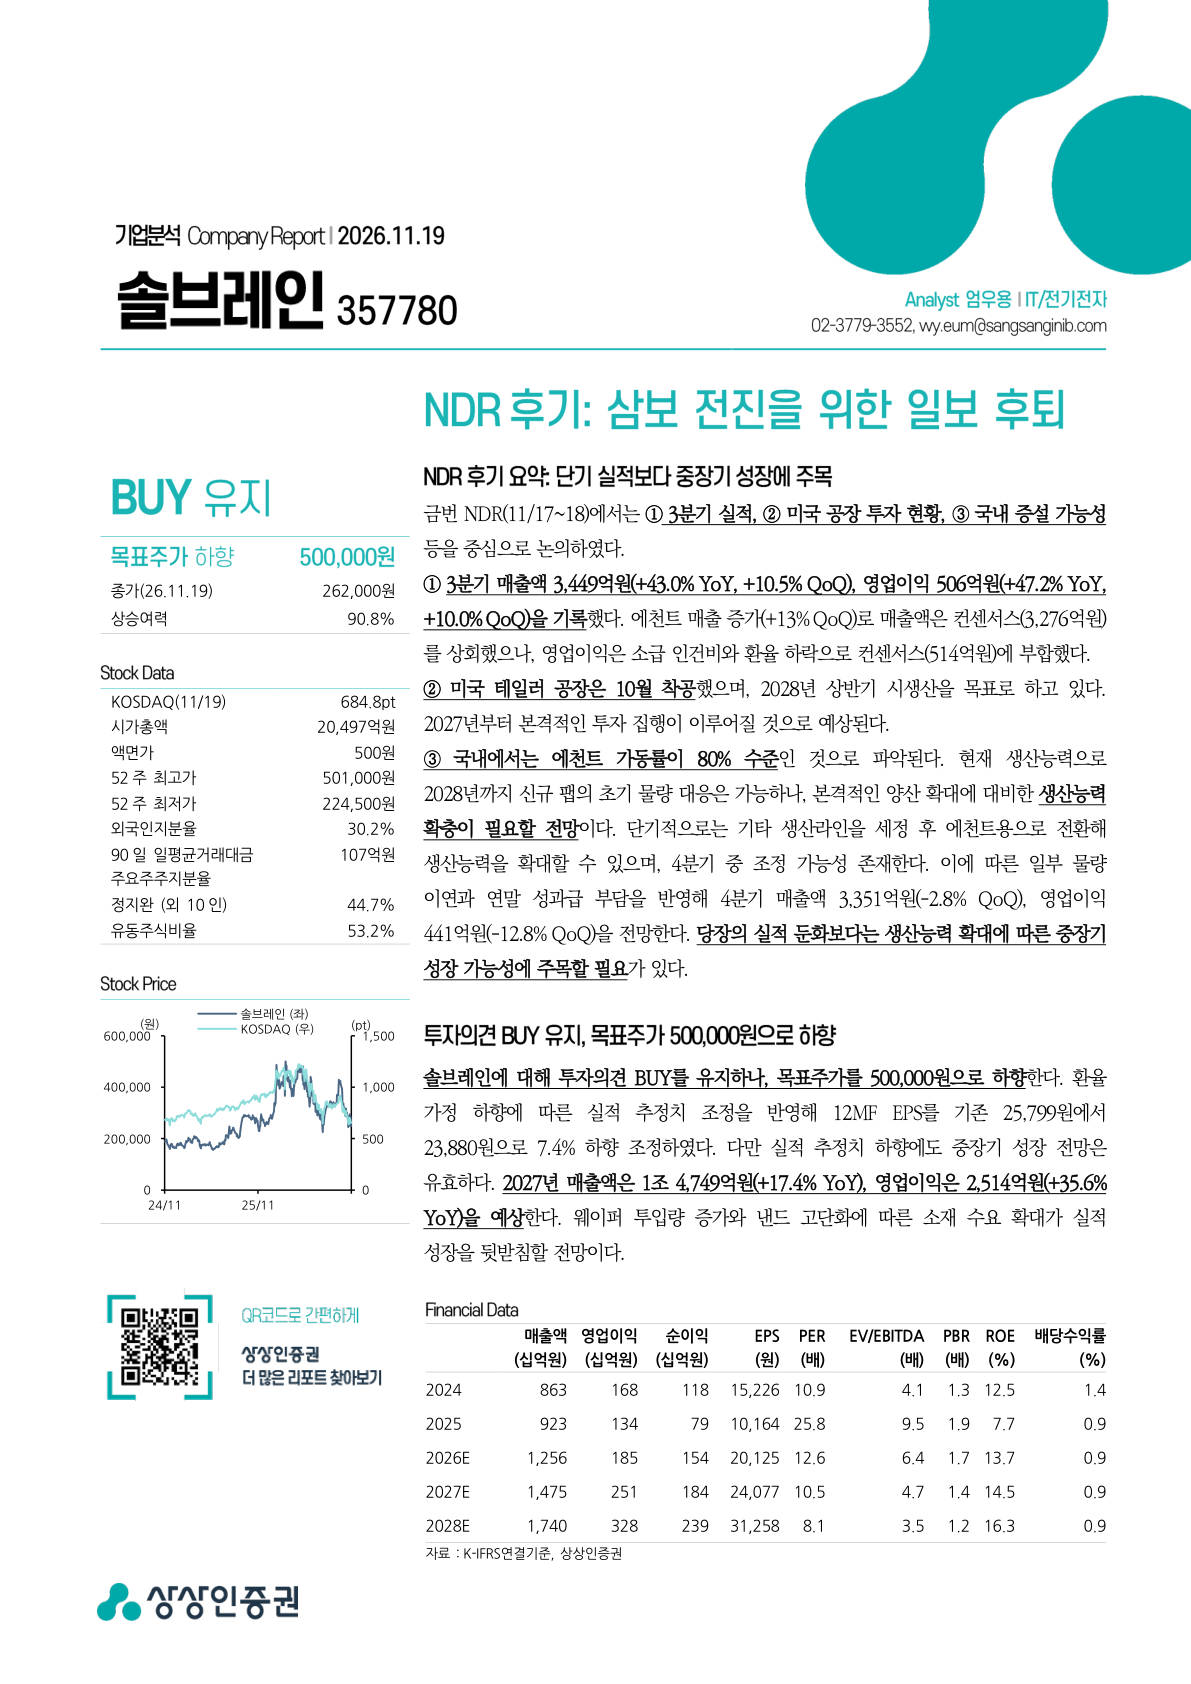 기업분석 Company Report | 2026.11.19
솔브레인 357780
Analyst 엄우용 | IT/전기전자
02-3779-3552, wy.eum@sangsanginib.com
NDR 후기: 삼보 전진을 위한 일보 후퇴
BUY 유지
목표주가 하향 500,000원
종가(26.11.19) 262,000원
상승여력 90.8%
Stock Data
KOSDAQ(11/19) 684.8pt
시가총액 20,497억원
액면가 500원
52 주 최고가 501,000원
52 주 최저가 224,500원
외국인지분율 30.2%
90 일 일평균거래대금 107억원
주요주주지분율
정지완 (외 10 인) 44.7%
유동주식비율 53.2%
Stock Price
(원) 솔브레인 (좌) (pt)
KOSDAQ (우)
600,000 1,500
400,000 1,000
200,000 500
0 0
24/11 25/11
QR코드로 간편하게
상상인증권
더 많은 리포트 찾아보기
NDR 후기 요약: 단기 실적보다 중장기 성장에 주목
금번 NDR(11/17~18)에서는 ① 3분기 실적, ② 미국 공장 투자 현황, ③ 국내 증설 가능성
등을 중심으로 논의하였다.
① 3분기 매출액 3,449억원(+43.0% YoY, +10.5% QoQ), 영업이익 506억원(+47.2% YoY,
+10.0% QoQ)을 기록했다. 에천트 매출 증가(+13% QoQ)로 매출액은 컨센서스(3,276억원)
를 상회했으나, 영업이익은 소급 인건비와 환율 하락으로 컨센서스(514억원)에 부합했다.
② 미국 테일러 공장은 10월 착공했으며, 2028년 상반기 시생산을 목표로 하고 있다.
2027년부터 본격적인 투자 집행이 이루어질 것으로 예상된다.
③ 국내에서는 에천트 가동률이 80% 수준인 것으로 파악된다. 현재 생산능력으로
2028년까지 신규 팹의 초기 물량 대응은 가능하나, 본격적인 양산 확대에 대비한 생산능력
확충이 필요할 전망이다. 단기적으로는 기타 생산라인을 세정 후 에천트용으로 전환해
생산능력을 확대할 수 있으며, 4분기 중 조정 가능성 존재한다. 이에 따른 일부 물량
이연과 연말 성과급 부담을 반영해 4분기 매출액 3,351억원(-2.8% QoQ), 영업이익
441억원(-12.8% QoQ)을 전망한다. 당장의 실적 둔화보다는 생산능력 확대에 따른 중장기
성장 가능성에 주목할 필요가 있다.
투자의견 BUY 유지, 목표주가 500,000원으로 하향
솔브레인에 대해 투자의견 BUY를 유지하나, 목표주가를 500,000원으로 하향한다. 환율
가정 하향에 따른 실적 추정치 조정을 반영해 12MF EPS를 기존 25,799원에서
23,880원으로 7.4% 하향 조정하였다. 다만 실적 추정치 하향에도 중장기 성장 전망은
유효하다. 2027년 매출액은 1조 4,749억원(+17.4% YoY), 영업이익은 2,514억원(+35.6%
YoY)을 예상한다. 웨이퍼 투입량 증가와 낸드 고단화에 따른 소재 수요 확대가 실적
성장을 뒷받침할 전망이다.
Financial Data
매출액 영업이익 순이익 EPS PER EV/EBITDA PBR ROE 배당수익률
(십억원) (십억원) (십억원) (원) (배) (배) (배) (%) (%)
2024 863 168 118 15,226 10.9 4.1 1.3 12.5 1.4
2025 923 134 79 10,164 25.8 9.5 1.9 7.7 0.9
2026E 1,256 185 154 20,125 12.6 6.4 1.7 13.7 0.9
2027E 1,475 251 184 24,077 10.5 4.7 1.4 14.5 0.9
2028E 1,740 328 239 31,258 8.1 3.5 1.2 16.3 0.9
자료 : K-IFRS연결기준, 상상인증권
상상인증권